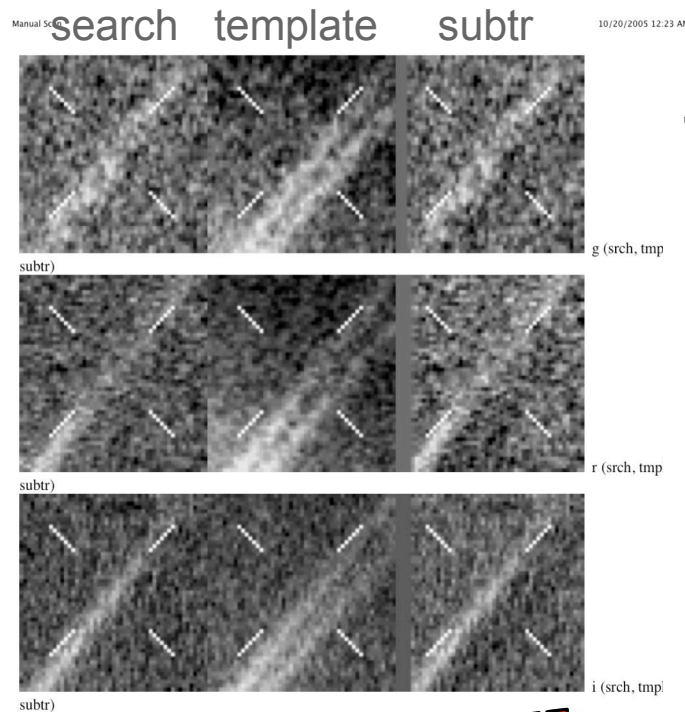 Manual Scan
search template subtr
10/20/2005 12:23 AM
g (srch, tmp
subtr)
r (srch, tmp
subtr)
i (srch, tmpl
subtr)